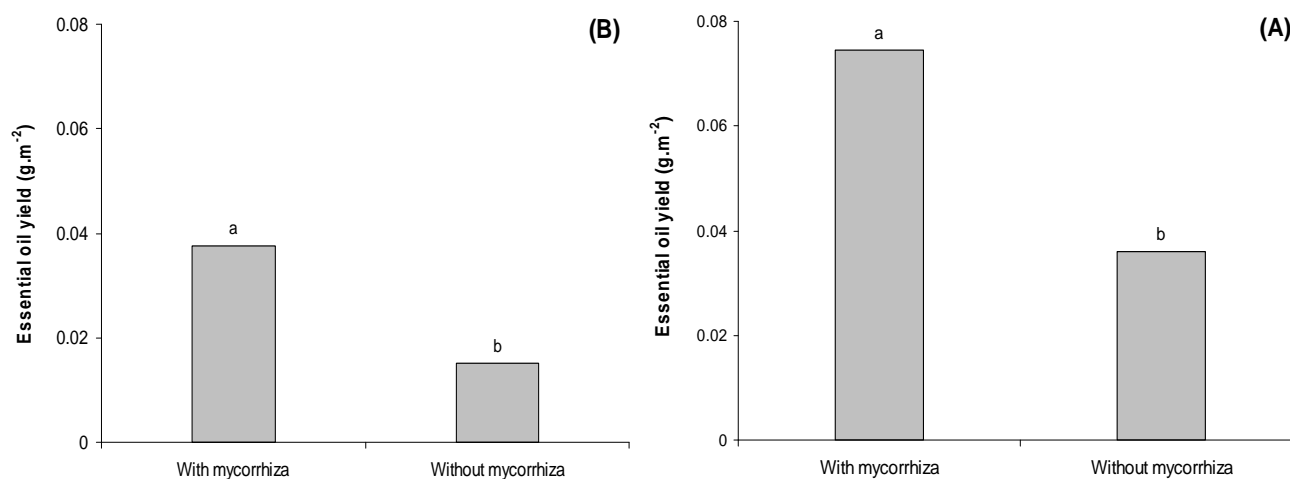 (B)
Essential oil yield (g.m-2)
0.08
0.06
0.04
0.02
0
a
b
With mycorrhiza
Without mycorrhiza
(A)
Essential oil yield (g.m-2)
0.08
0.06
0.04
0.02
0
a
b
With mycorrhiza
Without mycorrhiza